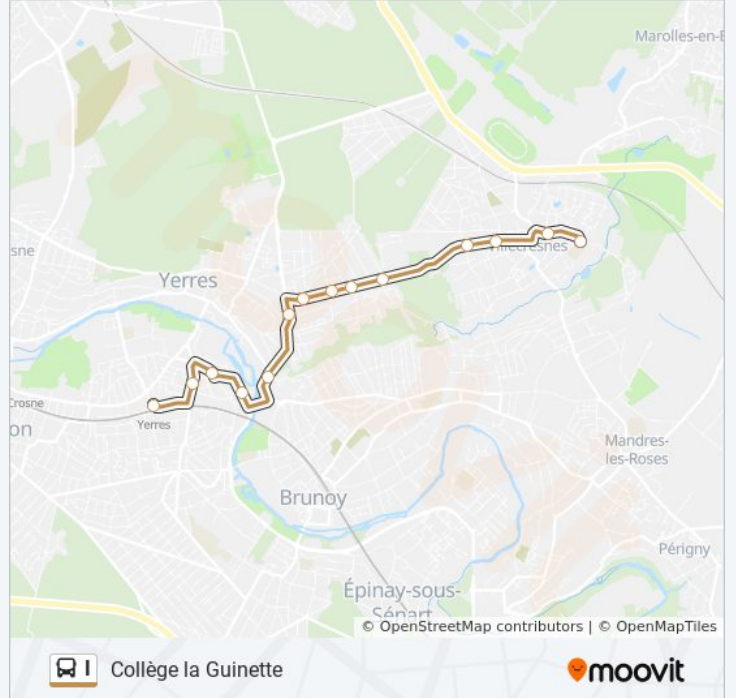 Marolles-en-B
sne
Villecresnes
Yerres
Crosne
on
Yerres
Mandres-
les-Roses
Brunoy
Périgny
Épinay-sous-
Sénart
© OpenStreetMap contributors | © OpenMapTiles
I Collège la Guinette
moovit